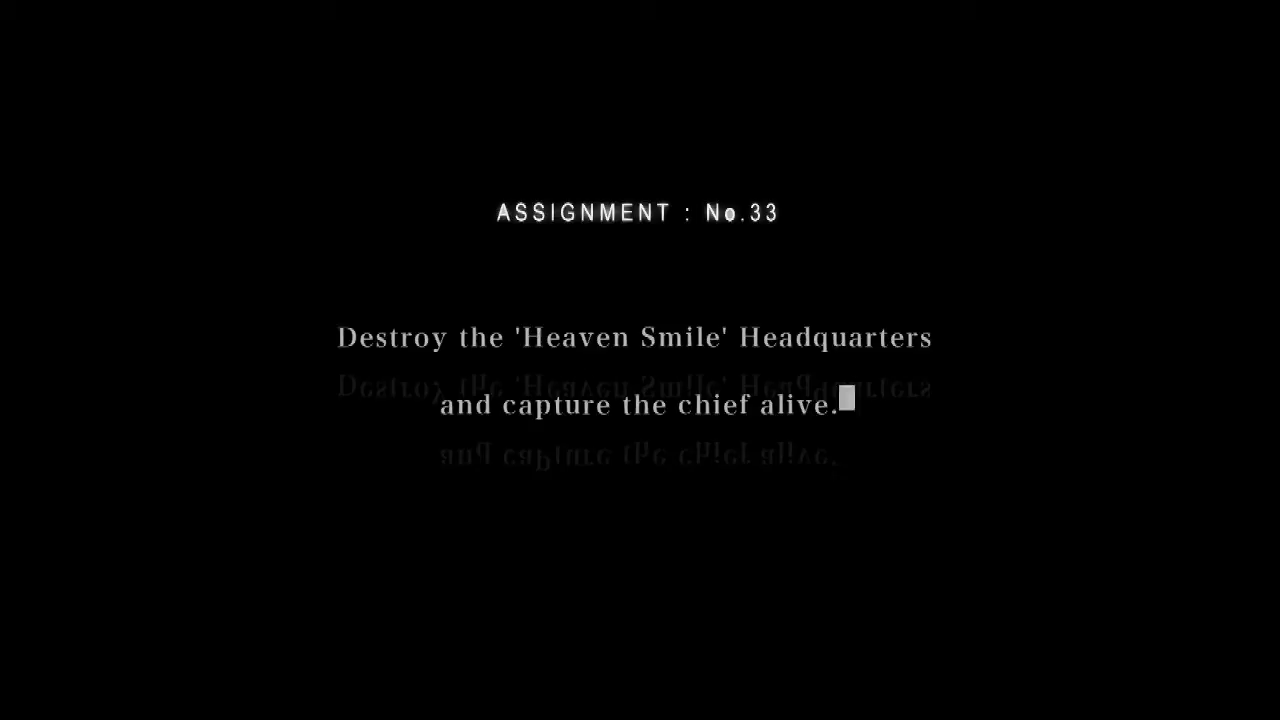 ASSIGNMENT : No.33
Destroy the 'Heaven Smile' Headquarters
and capture the chief alive.